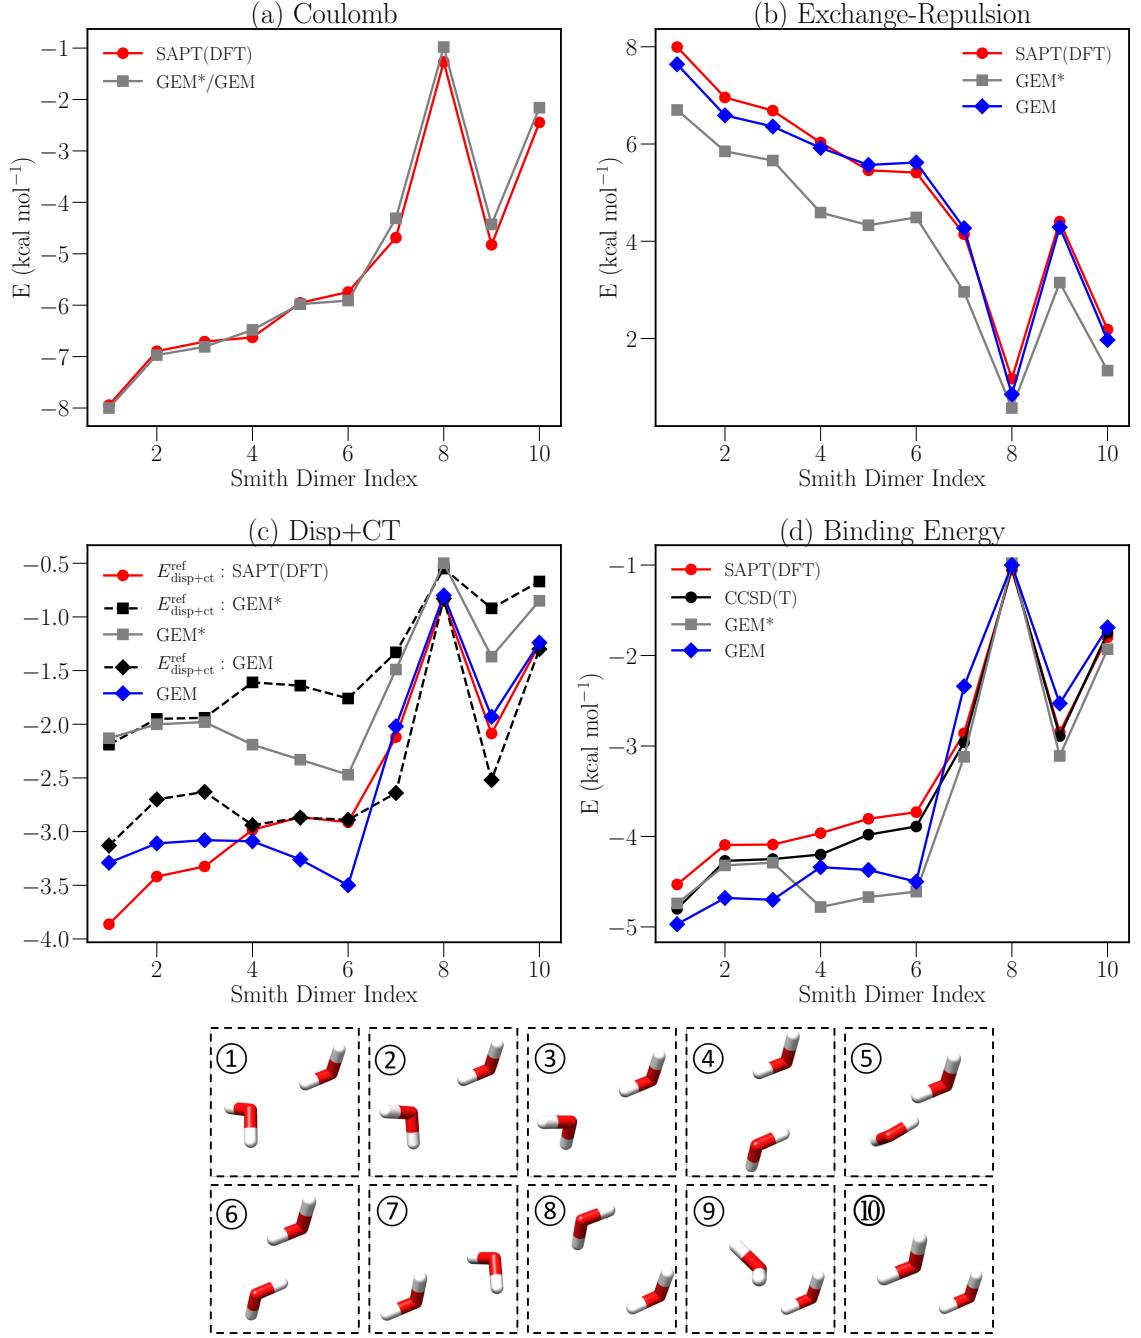 (a) Coulomb
SAPT(DFT)
GEM*/GEM
E (kcal mol⁻¹)
−1
−2
−3
−4
−5
−6
−7
−8
2 4 6 8 10
Smith Dimer Index
(b) Exchange-Repulsion
SAPT(DFT)
GEM*
GEM
E (kcal mol⁻¹)
8
6
4
2
2 4 6 8 10
Smith Dimer Index
(c) Disp+CT
E^ref_disp+ct : SAPT(DFT)
E^ref_disp+ct : GEM*
GEM*
E^ref_disp+ct : GEM
GEM
−0.5
−1.0
−1.5
−2.0
−2.5
−3.0
−3.5
−4.0
2 4 6 8 10
Smith Dimer Index
(d) Binding Energy
SAPT(DFT)
CCSD(T)
GEM*
GEM
E (kcal mol⁻¹)
−1
−2
−3
−4
−5
2 4 6 8 10
Smith Dimer Index
① ② ③ ④ ⑤
⑥ ⑦ ⑧ ⑨ ⑩